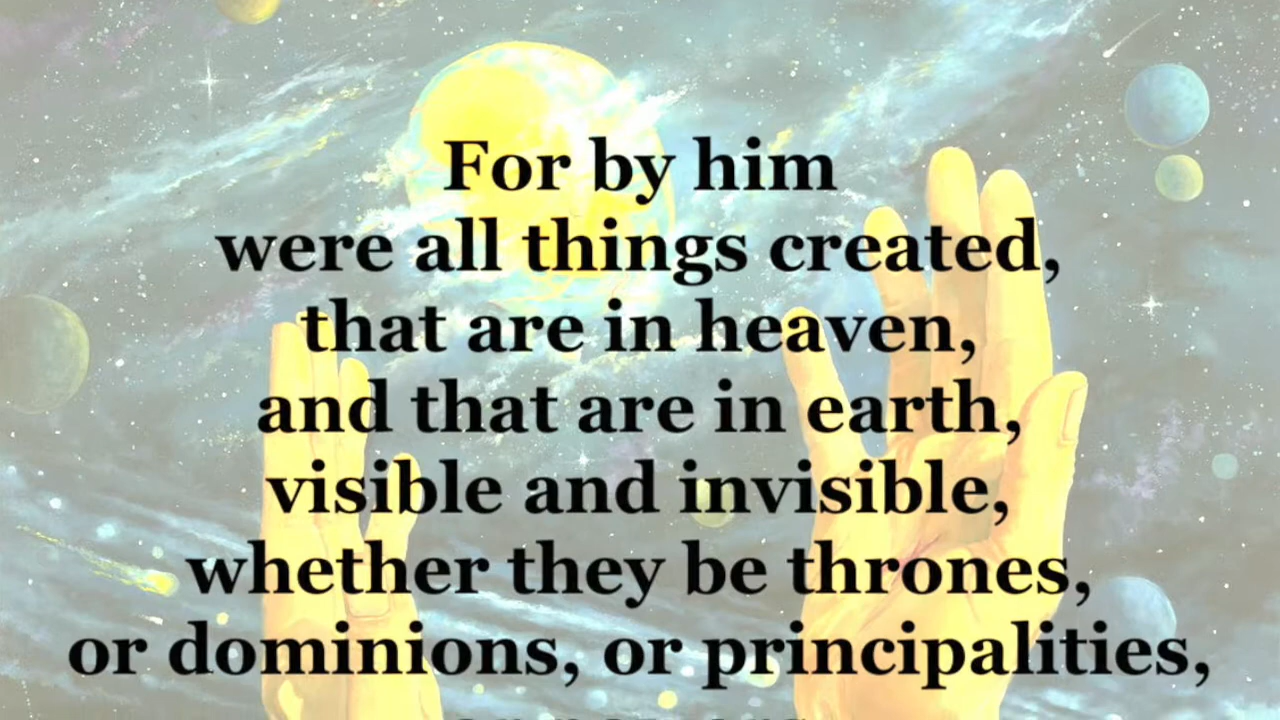 For by him
were all things created,
that are in heaven,
and that are in earth,
visible and invisible,
whether they be thrones,
or dominions, or principalities,